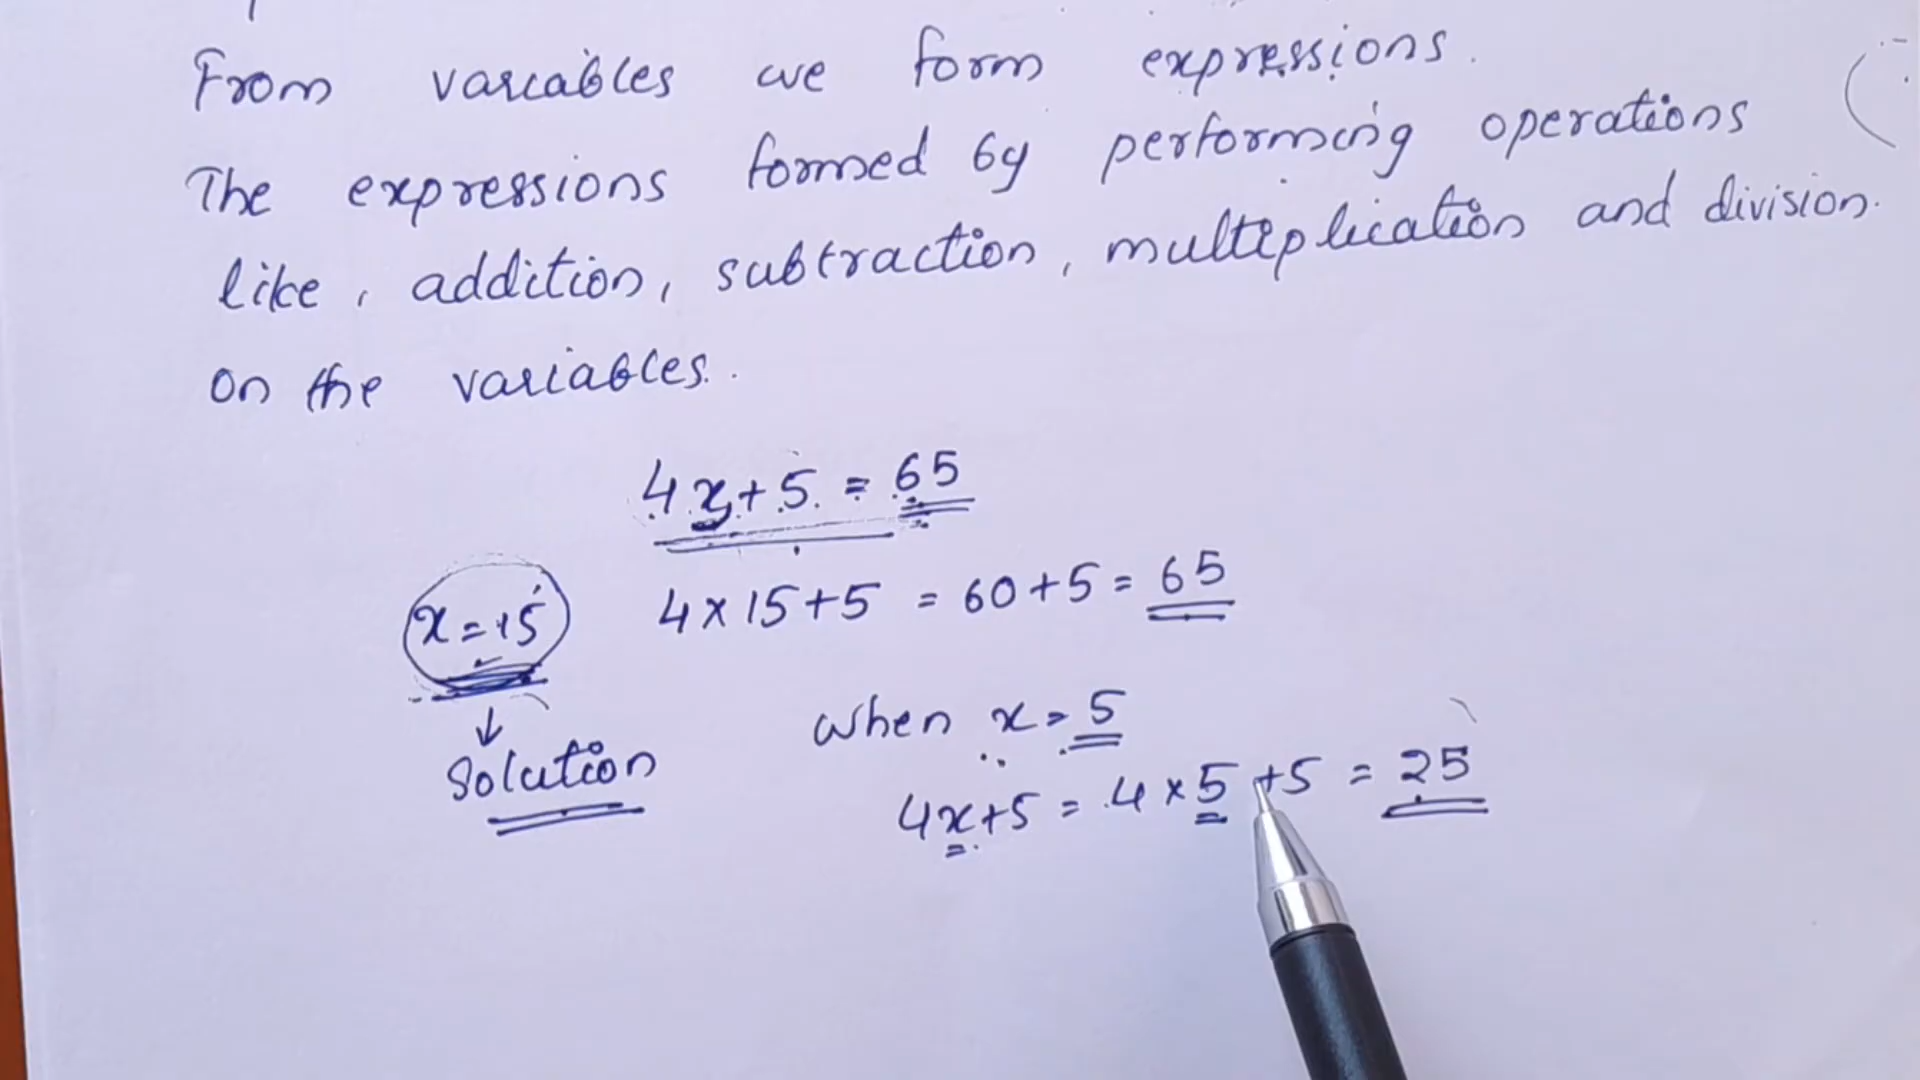 From variables we form expressions.
The expressions formed by performing operations
like, addition, subtraction, multiplication and division.
on the variables.
4x+5 = 65
4×15+5 = 60+5 = 65
x=15
Solution
When x=5
4x+5 = 4×5+5 = 25